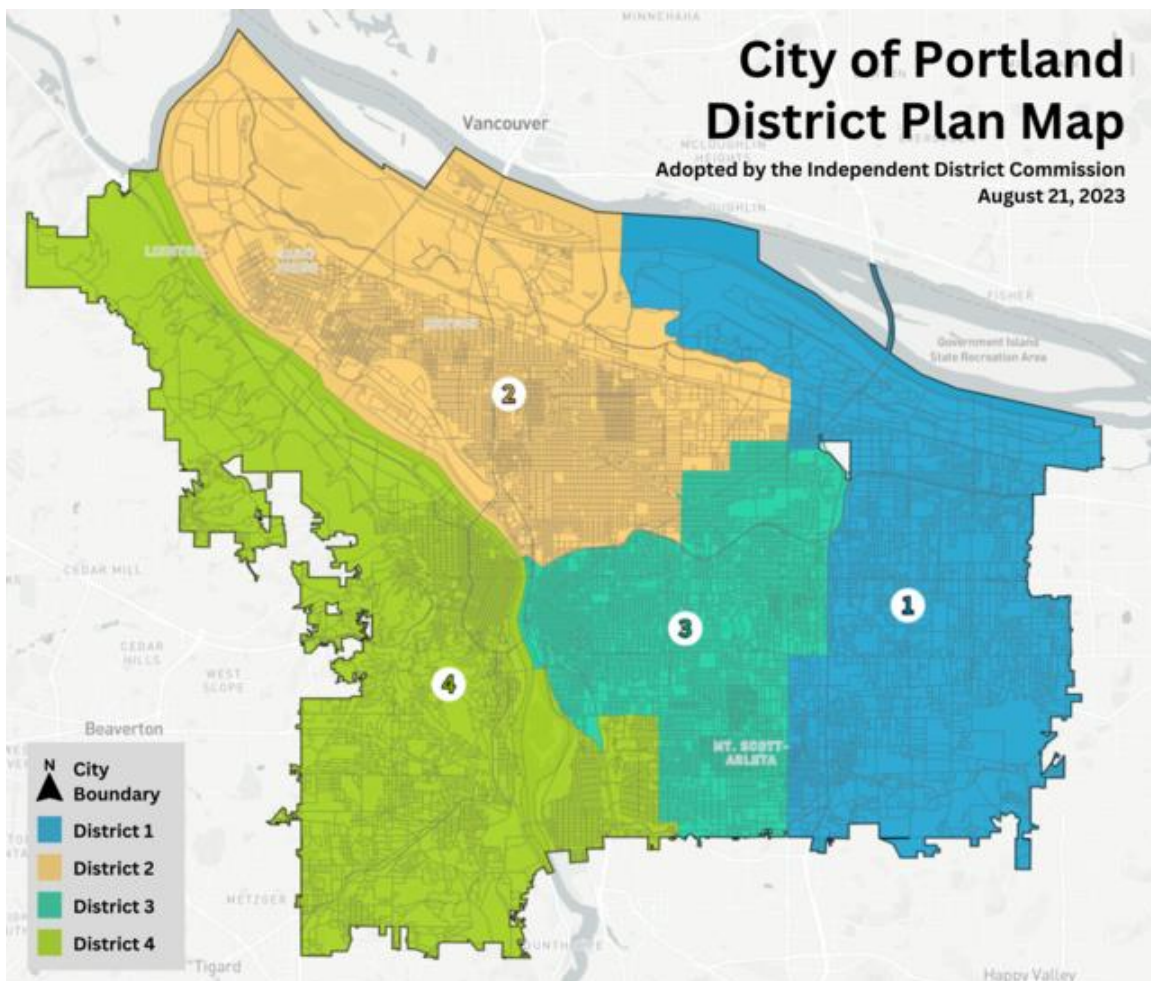 MINNEHAHA
City of Portland
District Plan Map
Adopted by the Independent District Commission
August 21, 2023
Vancouver
MCLOUGHLIN
HEIGHTS
LINNTON
FISHER
Government Island
State Recreation Area
2
CEDAR MILL
1
3
CEDAR
HILLS
WEST
SLOPE
4
Beaverton
MT. SCOTT-
ARLETA
N
City
Boundary
District 1
District 2
District 3
District 4
METZGER
Tigard
Happy Valley